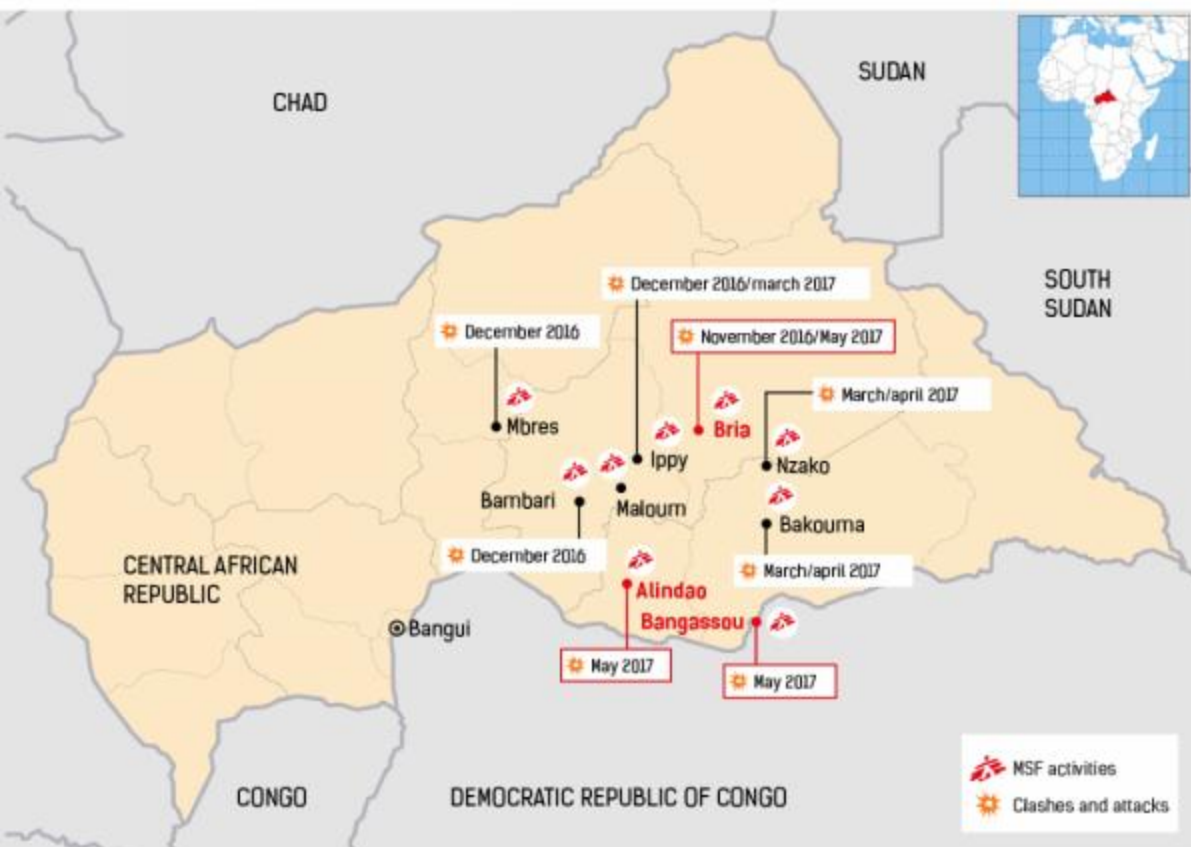 CHAD
SUDAN
SOUTH
SUDAN
December 2016/march 2017
December 2016
November 2016/May 2017
March/april 2017
Mbres
Bria
Ippy
Nzako
Bambari
Maloum
Bakouma
December 2016
March/april 2017
CENTRAL AFRICAN
REPUBLIC
Alindao
Bangassou
Bangui
May 2017
May 2017
MSF activities
CONGO
DEMOCRATIC REPUBLIC OF CONGO
Clashes and attacks